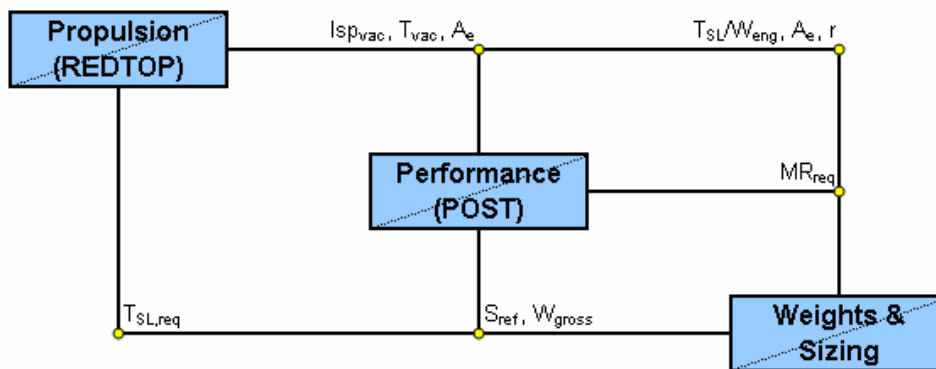 Propulsion
(REDTOP)
Isp_vac, T_vac, A_e
T_SL/W_eng, A_e, r
Performance
(POST)
MR_req
T_SL,req
S_ref, W_gross
Weights &
Sizing